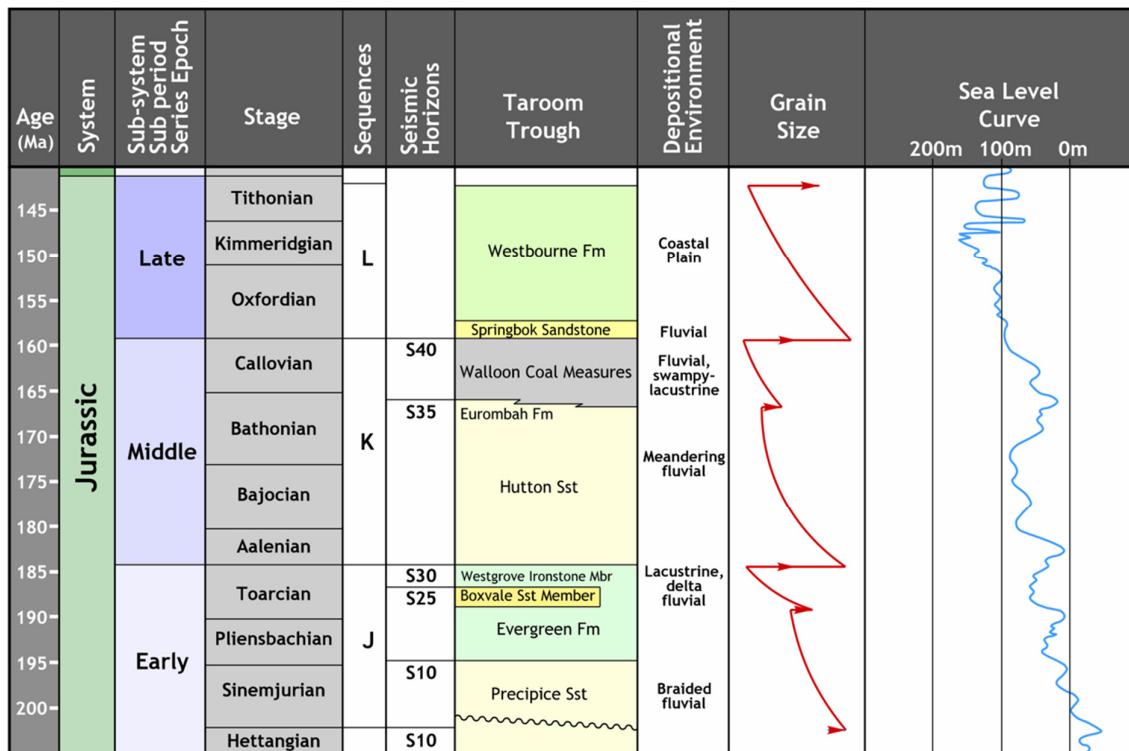 Age
(Ma)
System
Sub-system
Sub period
Series Epoch
Stage
Sequences
Seismic
Horizons
Taroom
Trough
Depositional
Environment
Grain
Size
Sea Level
Curve
200m 100m 0m
145
150
155
160
165
170
175
180
185
190
195
200
Jurassic
Late
Middle
Early
Tithonian
Kimmeridgian
Oxfordian
Callovian
Bathonian
Bajocian
Aalenian
Toarcian
Pliensbachian
Sinemjurian
Hettangian
L
K
J
S40
S35
S30
S25
S10
S10
Westbourne Fm
Springbok Sandstone
Walloon Coal Measures
Eurombah Fm
Hutton Sst
Westgrove Ironstone Mbr
Boxvale Sst Member
Evergreen Fm
Precipice Sst
Coastal
Plain
Fluvial
Fluvial,
swampy-
lacustrine
Meandering
fluvial
Lacustrine,
delta
fluvial
Braided
fluvial